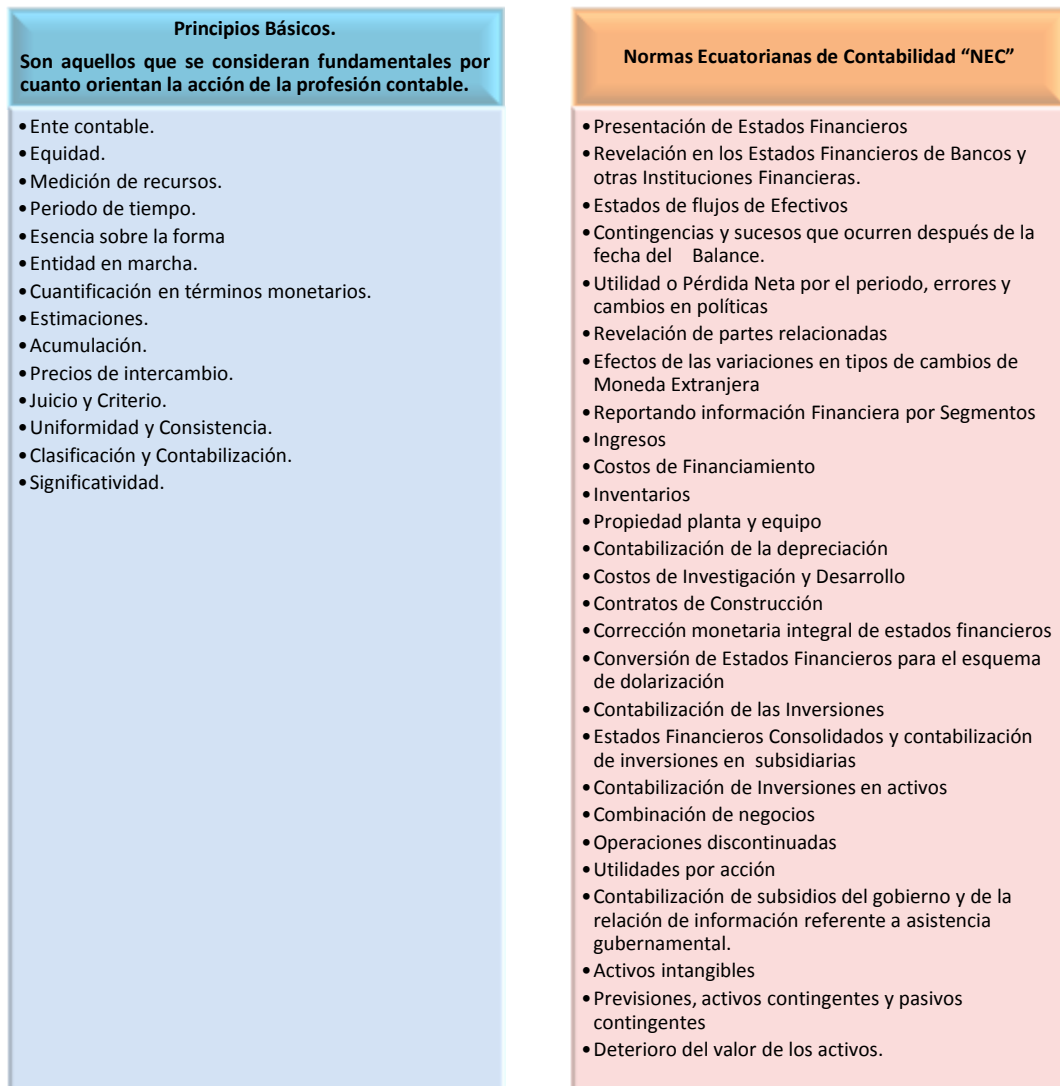 Principios Básicos.
Son aquellos que se consideran fundamentales por
cuanto orientan la acción de la profesión contable.
•Ente contable.
•Equidad.
•Medición de recursos.
•Periodo de tiempo.
•Esencia sobre la forma
•Entidad en marcha.
•Cuantificación en términos monetarios.
•Estimaciones.
•Acumulación.
•Precios de intercambio.
•Juicio y Criterio.
•Uniformidad y Consistencia.
•Clasificación y Contabilización.
•Significatividad.
Normas Ecuatorianas de Contabilidad “NEC”
•Presentación de Estados Financieros
•Revelación en los Estados Financieros de Bancos y
otras Instituciones Financieras.
•Estados de flujos de Efectivos
•Contingencias y sucesos que ocurren después de la
fecha del Balance.
•Utilidad o Pérdida Neta por el periodo, errores y
cambios en políticas
•Revelación de partes relacionadas
•Efectos de las variaciones en tipos de cambios de
Moneda Extranjera
•Reportando información Financiera por Segmentos
•Ingresos
•Costos de Financiamiento
•Inventarios
•Propiedad planta y equipo
•Contabilización de la depreciación
•Costos de Investigación y Desarrollo
•Contratos de Construcción
•Corrección monetaria integral de estados financieros
•Conversión de Estados Financieros para el esquema
de dolarización
•Contabilización de las Inversiones
•Estados Financieros Consolidados y contabilización
de inversiones en subsidiarias
•Contabilización de Inversiones en activos
•Combinación de negocios
•Operaciones discontinuadas
•Utilidades por acción
•Contabilización de subsidios del gobierno y de la
relación de información referente a asistencia
gubernamental.
•Activos intangibles
•Previsiones, activos contingentes y pasivos
contingentes
•Deterioro del valor de los activos.